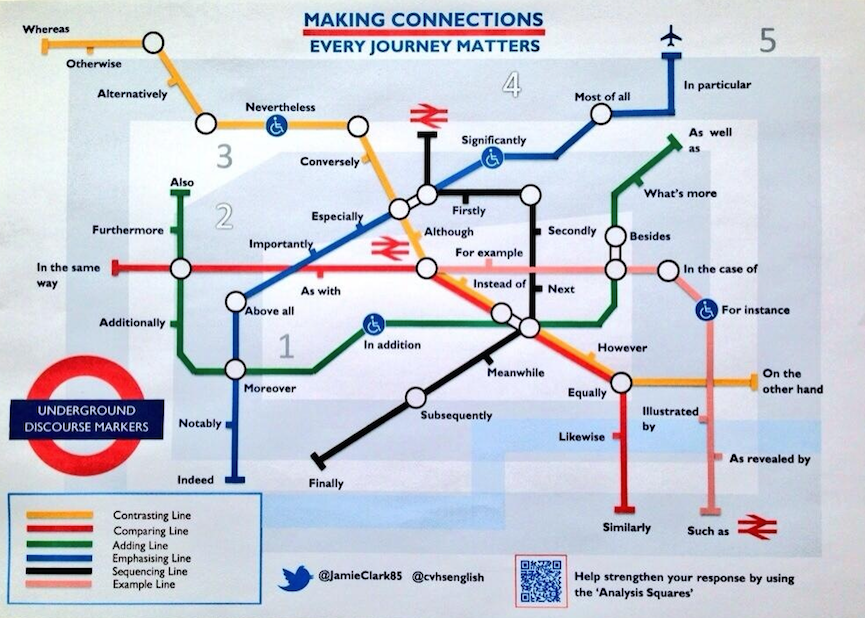 MAKING CONNECTIONS
EVERY JOURNEY MATTERS
Whereas
Otherwise
Alternatively
Nevertheless
Conversely
3
4
5
Significantly
Most of all
In particular
As well
as
What's more
Also
2
Furthermore
Especially
Firstly
Secondly
Besides
Importantly
Although
For example
In the same
way
As with
Instead of
Next
In the case of
Above all
For instance
Additionally
1
In addition
However
Moreover
Meanwhile
Equally
On the
other hand
Subsequently
Illustrated
by
UNDERGROUND
DISCOURSE MARKERS
Notably
Likewise
As revealed by
Indeed
Finally
Similarly
Such as
Contrasting Line
Comparing Line
Adding Line
Emphasising Line
Sequencing Line
Example Line
@JamieClark85 @cvhsenglish
Help strengthen your response by using
the 'Analysis Squares'